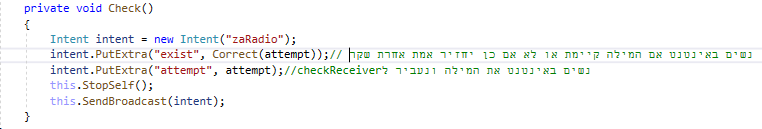 private void Check()
{
Intent intent = new Intent("zaRadio");
intent.PutExtra("exist", Correct(attempt));// נשים באינטנט אם המילה קיימת או לא אם כן יחזיר אמת אחרת שקר
intent.PutExtra("attempt", attempt);//checkReceiverנשים באינטנט את המילה ונעביר ל
this.StopSelf();
this.SendBroadcast(intent);
}